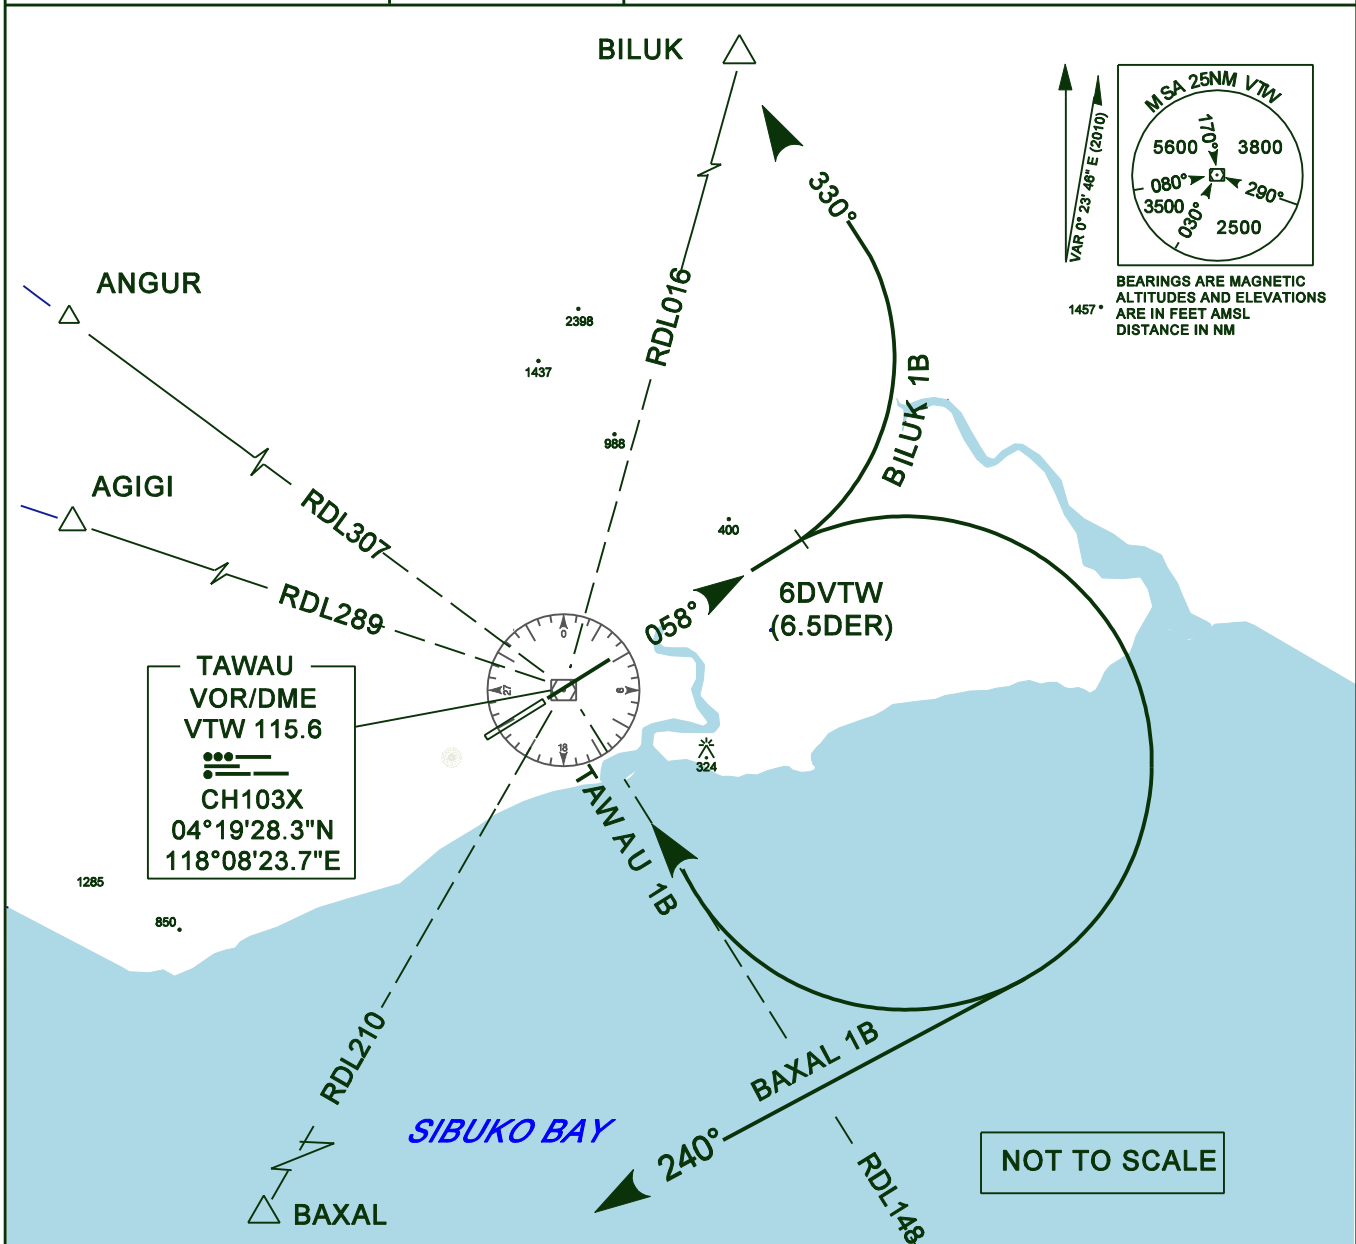 BILUK
MSA 25NM VTW
170°
5600
3800
080°
290°
3500
030°
2500
VAR 0° 23' 46" E (2010)
BEARINGS ARE MAGNETIC
ALTITUDES AND ELEVATIONS
ARE IN FEET AMSL
DISTANCE IN NM
1457
330°
ANGUR
RDL016
2398
1437
BILUK 1B
988
AGIGI
RDL307
400
RDL289
058°
6DVTW
(6.5DER)
0
27
18
TAWAU
VOR/DME
VTW 115.6
CH103X
04°19'28.3"N
118°08'23.7"E
324
TAWAU 1B
1285
850
RDL210
BAXAL 1B
SIBUKO BAY
240°
NOT TO SCALE
RDL148
BAXAL